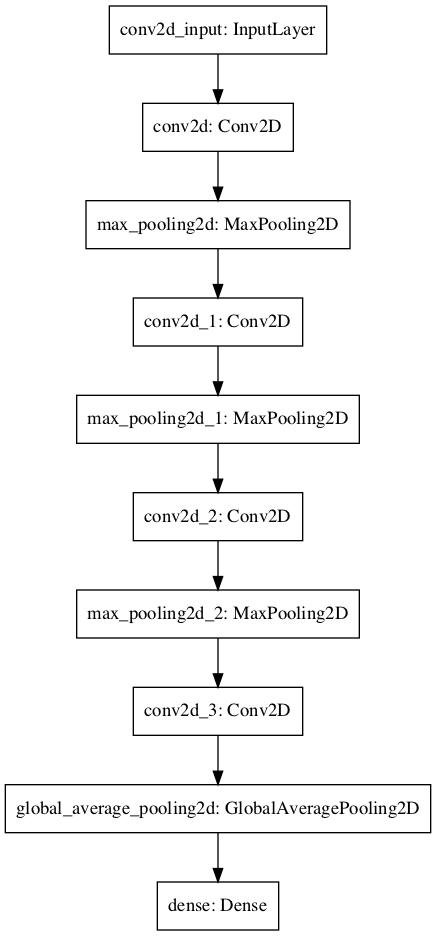 conv2d_input: InputLayer
conv2d: Conv2D
max_pooling2d: MaxPooling2D
conv2d_1: Conv2D
max_pooling2d_1: MaxPooling2D
conv2d_2: Conv2D
max_pooling2d_2: MaxPooling2D
conv2d_3: Conv2D
global_average_pooling2d: GlobalAveragePooling2D
dense: Dense